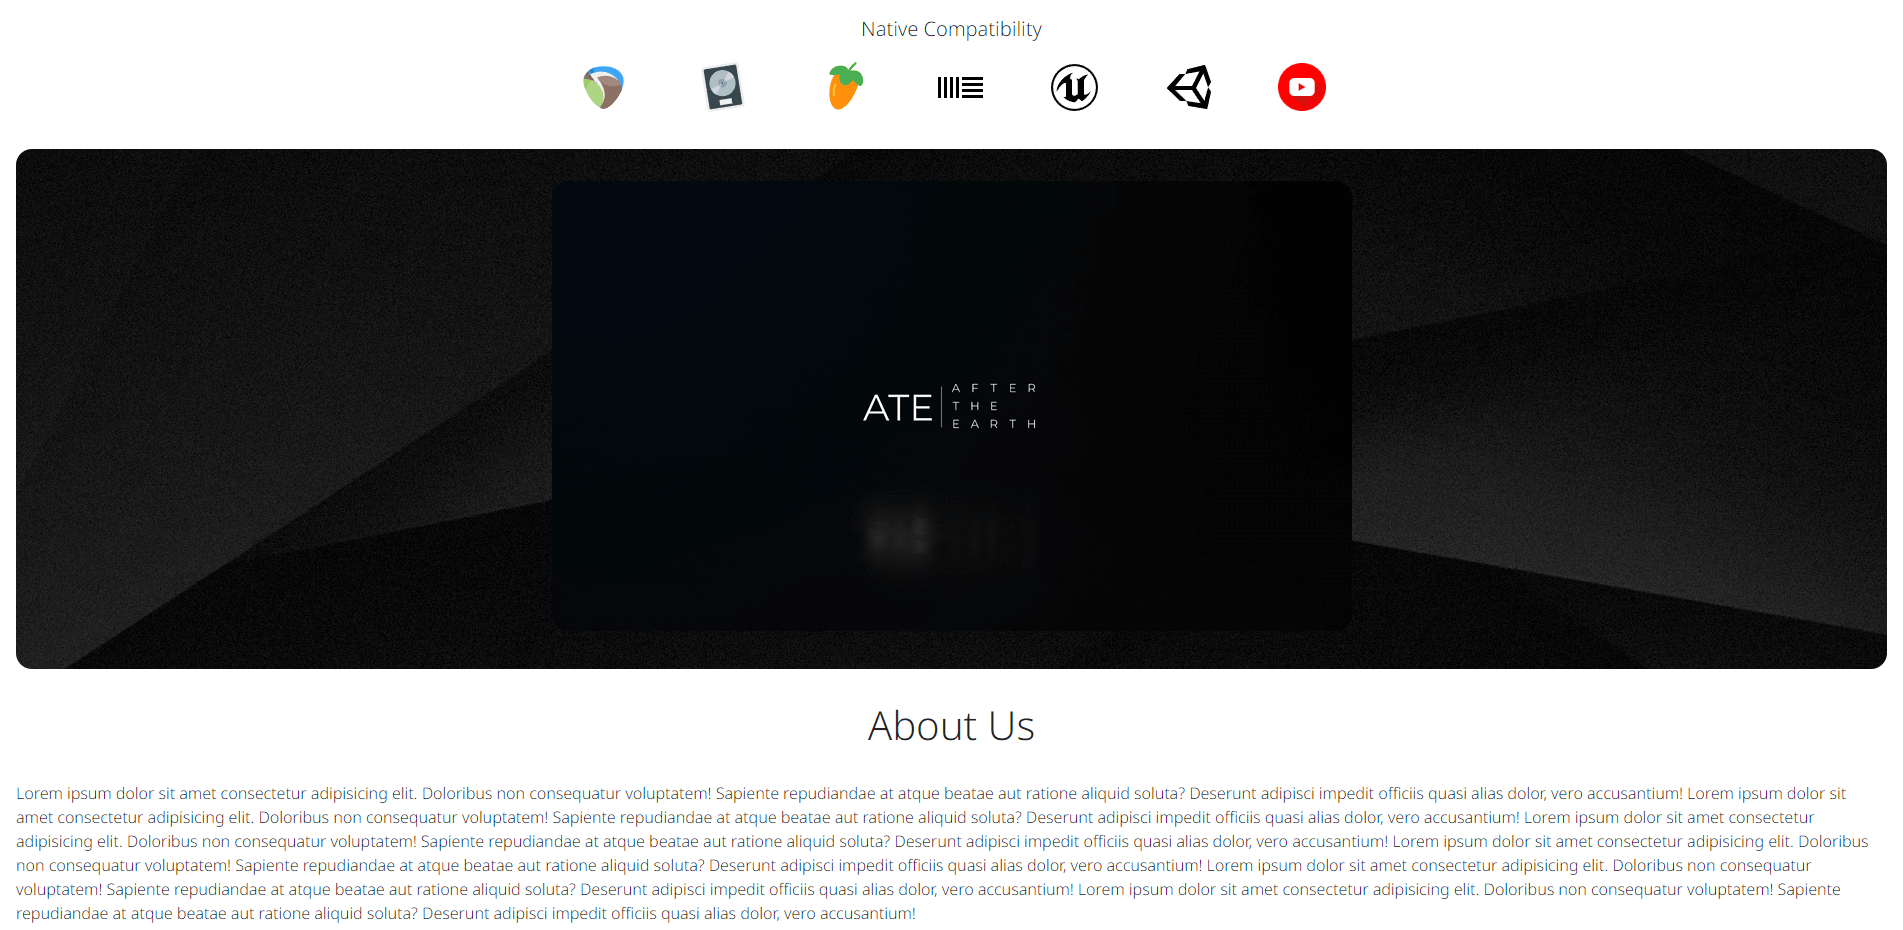 Native Compatibility
ATE
AFTER
THE
EARTH
About Us
Lorem ipsum dolor sit amet consectetur adipisicing elit. Doloribus non consequatur voluptatem! Sapiente repudiandae at atque beatae aut ratione aliquid soluta? Deserunt adipisci impedit officiis quasi alias dolor, vero accusantium! Lorem ipsum dolor sit
amet consectetur adipisicing elit. Doloribus non consequatur voluptatem! Sapiente repudiandae at atque beatae aut ratione aliquid soluta? Deserunt adipisci impedit officiis quasi alias dolor, vero accusantium! Lorem ipsum dolor sit amet consectetur
adipisicing elit. Doloribus non consequatur voluptatem! Sapiente repudiandae at atque beatae aut ratione aliquid soluta? Deserunt adipisci impedit officiis quasi alias dolor, vero accusantium! Lorem ipsum dolor sit amet consectetur adipisicing elit. Doloribus
non consequatur voluptatem! Sapiente repudiandae at atque beatae aut ratione aliquid soluta? Deserunt adipisci impedit officiis quasi alias dolor, vero accusantium! Lorem ipsum dolor sit amet consectetur adipisicing elit. Doloribus non consequatur
voluptatem! Sapiente repudiandae at atque beatae aut ratione aliquid soluta? Deserunt adipisci impedit officiis quasi alias dolor, vero accusantium! Lorem ipsum dolor sit amet consectetur adipisicing elit. Doloribus non consequatur voluptatem! Sapiente
repudiandae at atque beatae aut ratione aliquid soluta? Deserunt adipisci impedit officiis quasi alias dolor, vero accusantium!